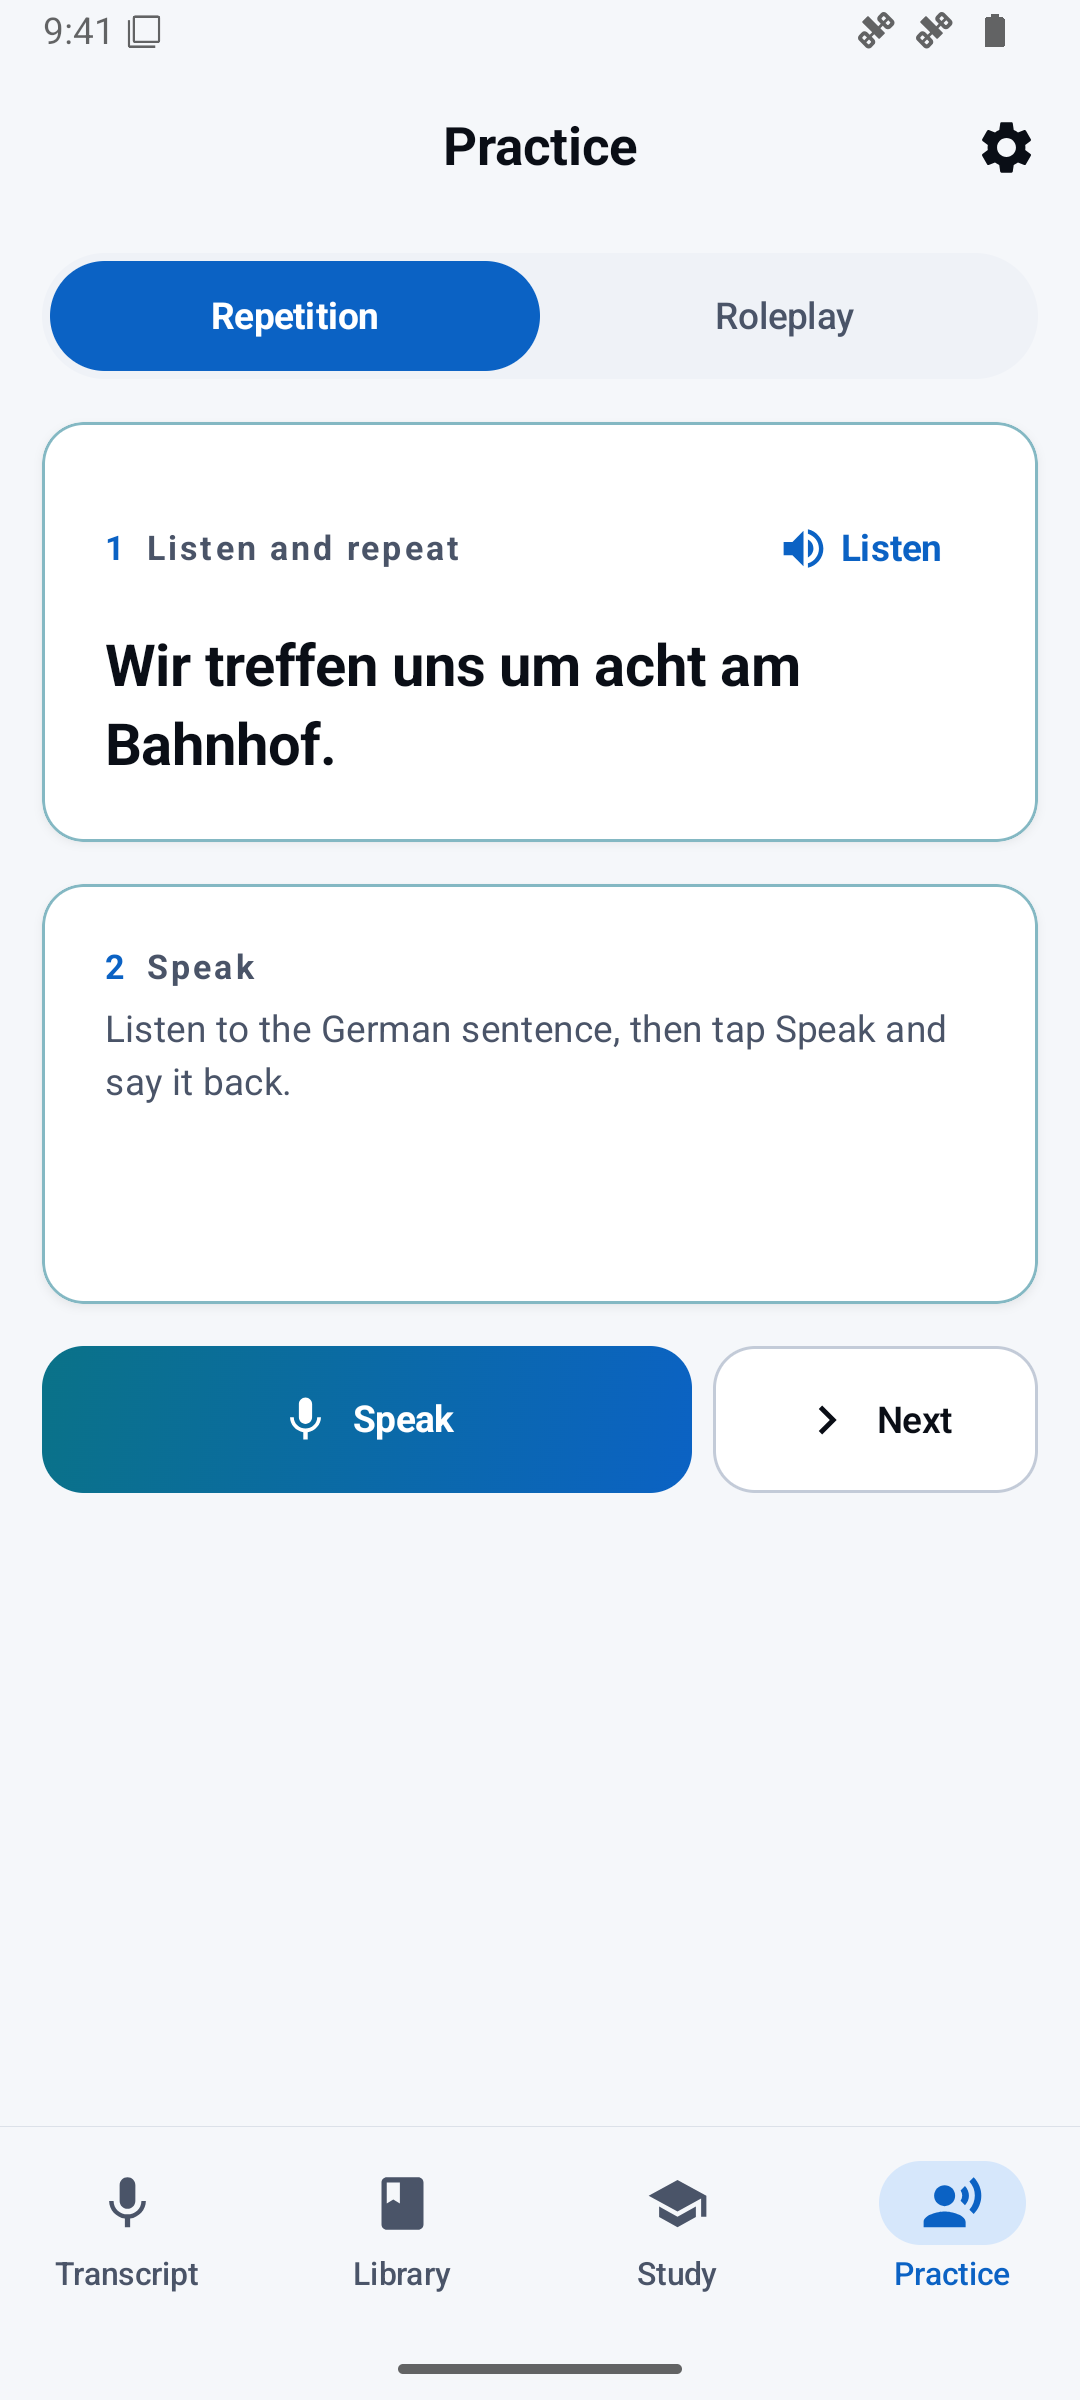 9:41
Practice
Repetition
Roleplay
1 Listen and repeat
Listen
Wir treffen uns um acht am
Bahnhof.
2 Speak
Listen to the German sentence, then tap Speak and
say it back.
Speak
Next
Transcript
Library
Study
Practice